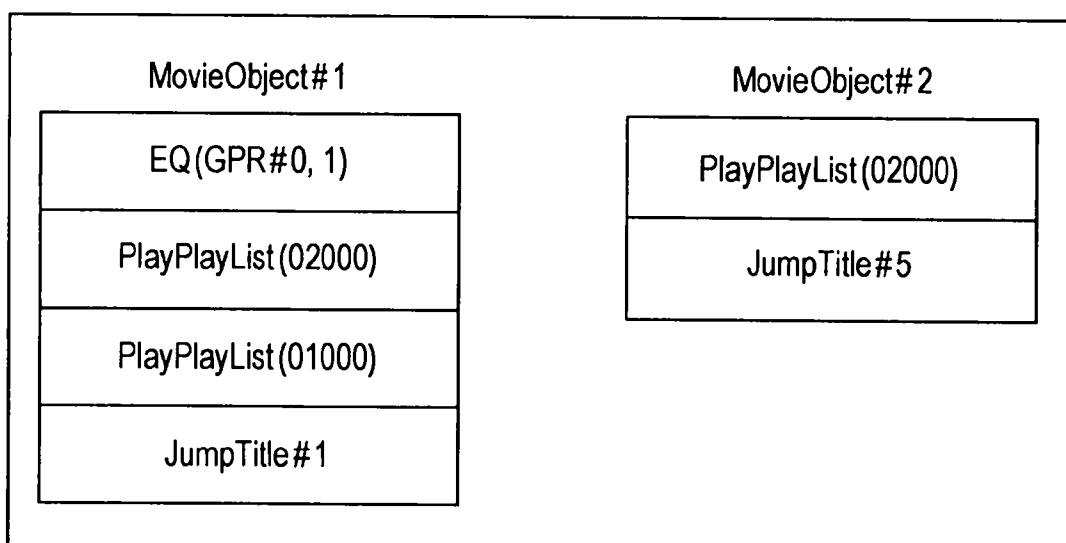 MovieObject#1
EQ(GPR#0, 1)
PlayPlayList(02000)
PlayPlayList(01000)
JumpTitle#1
MovieObject#2
PlayPlayList(02000)
JumpTitle#5